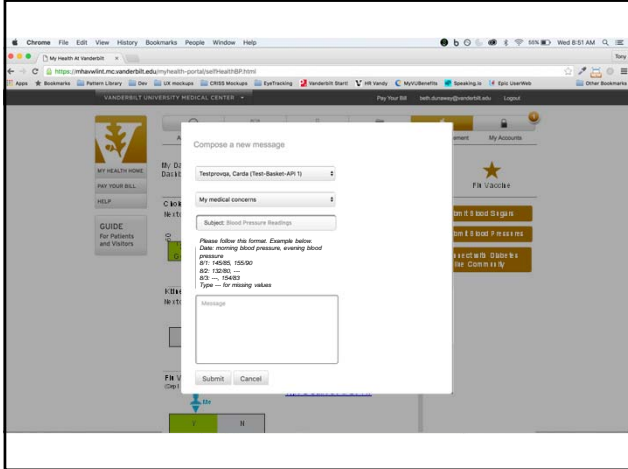 Chrome File Edit View History Bookmarks People Window Help
55% Wed 8:51 AM
My Health At Vanderbilt
Tony
https://mhavwlint.mc.vanderbilt.edu/myhealth-portal/selfHealthBP.html
Apps Bookmarks Pattern Library Dev UX mockups CRISS Mockups EyeTracking Vanderbilt StarII HR Vandy MyVUBenefits Speaking.io Epic UserWeb Other Bookmarks
VANDERBILT UNIVERSITY MEDICAL CENTER
Pay Your Bill beth.dunaway@vanderbilt.edu Logout
My Accounts
MY HEALTH HOME
PAY YOUR BILL
HELP
GUIDE
For Patients
and Visitors
Compose a new message
Testprovqa, Carda (Test-Basket-API 1)
My medical concerns
Subject: Blood Pressure Readings
Please follow this format. Example below.
Date: morning blood pressure, evening blood
pressure
8/1: 145/85, 155/90
8/2: 132/80, ---
8/3: ---, 154/83
Type --- for missing values
Message
Submit Cancel
Flu Vaccine
Me
Y N